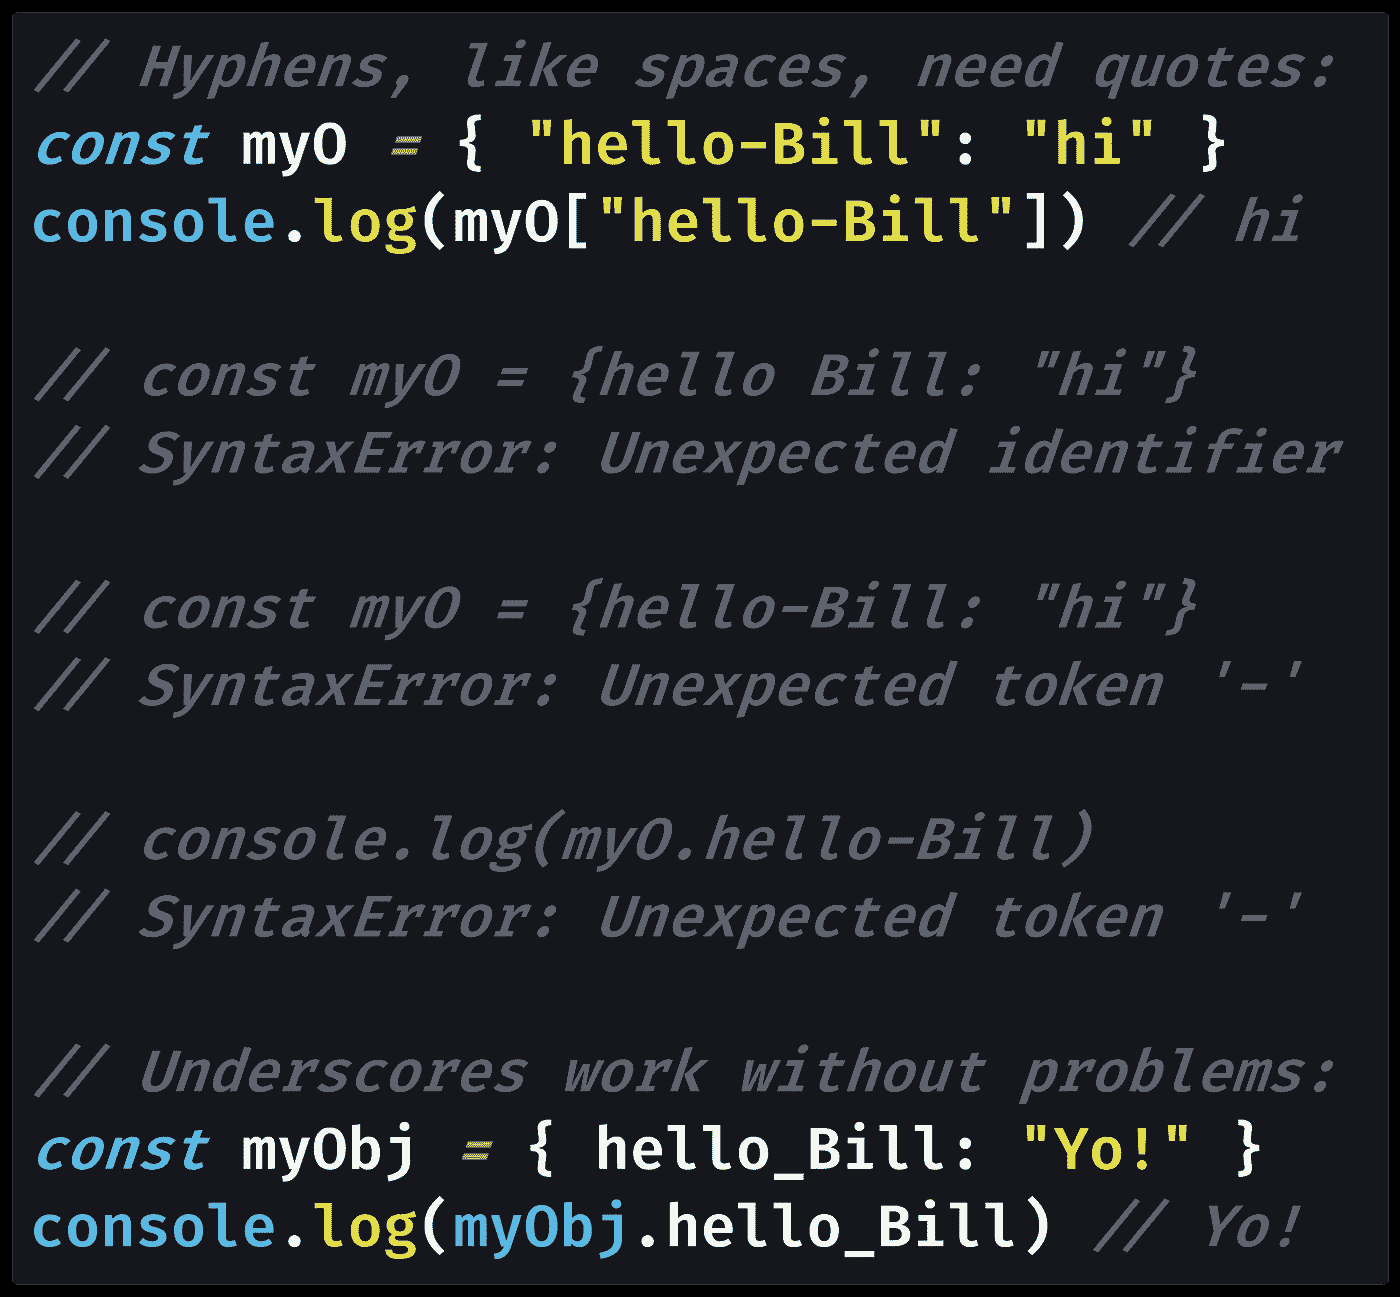 // Hyphens, like spaces, need quotes:
const myO = { "hello-Bill": "hi" }
console.log(myO["hello-Bill"]) // hi
// const myO = {hello Bill: "hi"}
// SyntaxError: Unexpected identifier
// const myO = {hello-Bill: "hi"}
// SyntaxError: Unexpected token '-'
// console.log(myO.hello-Bill)
// SyntaxError: Unexpected token '-'
// Underscores work without problems:
const myObj = { hello_Bill: "Yo!" }
console.log(myObj.hello_Bill) // Yo!